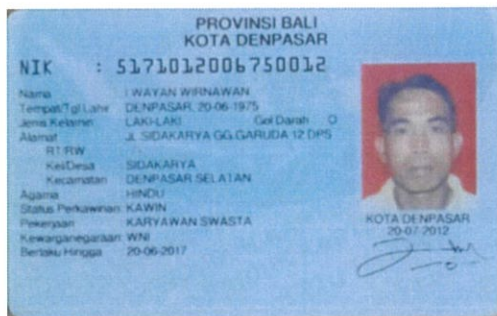 PROVINSI BALI
KOTA DENPASAR
NIK : 5171012006750012
Nama : I WAYAN WIRNAWAN
Tempat/Tgl Lahir : DENPASAR, 20-06-1975
Jenis Kelamin : LAKI-LAKI Gol Darah : O
Alamat : JL SIDAKARYA GG.GARUDA 12 DPS
RT/RW : -
Kel/Desa : SIDAKARYA
Kecamatan : DENPASAR SELATAN
Agama : HINDU
Status Perkawinan: KAWIN
Pekerjaan : KARYAWAN SWASTA
Kewarganegaraan: WNI
Berlaku Hingga : 20-06-2017
KOTA DENPASAR
20-07-2012